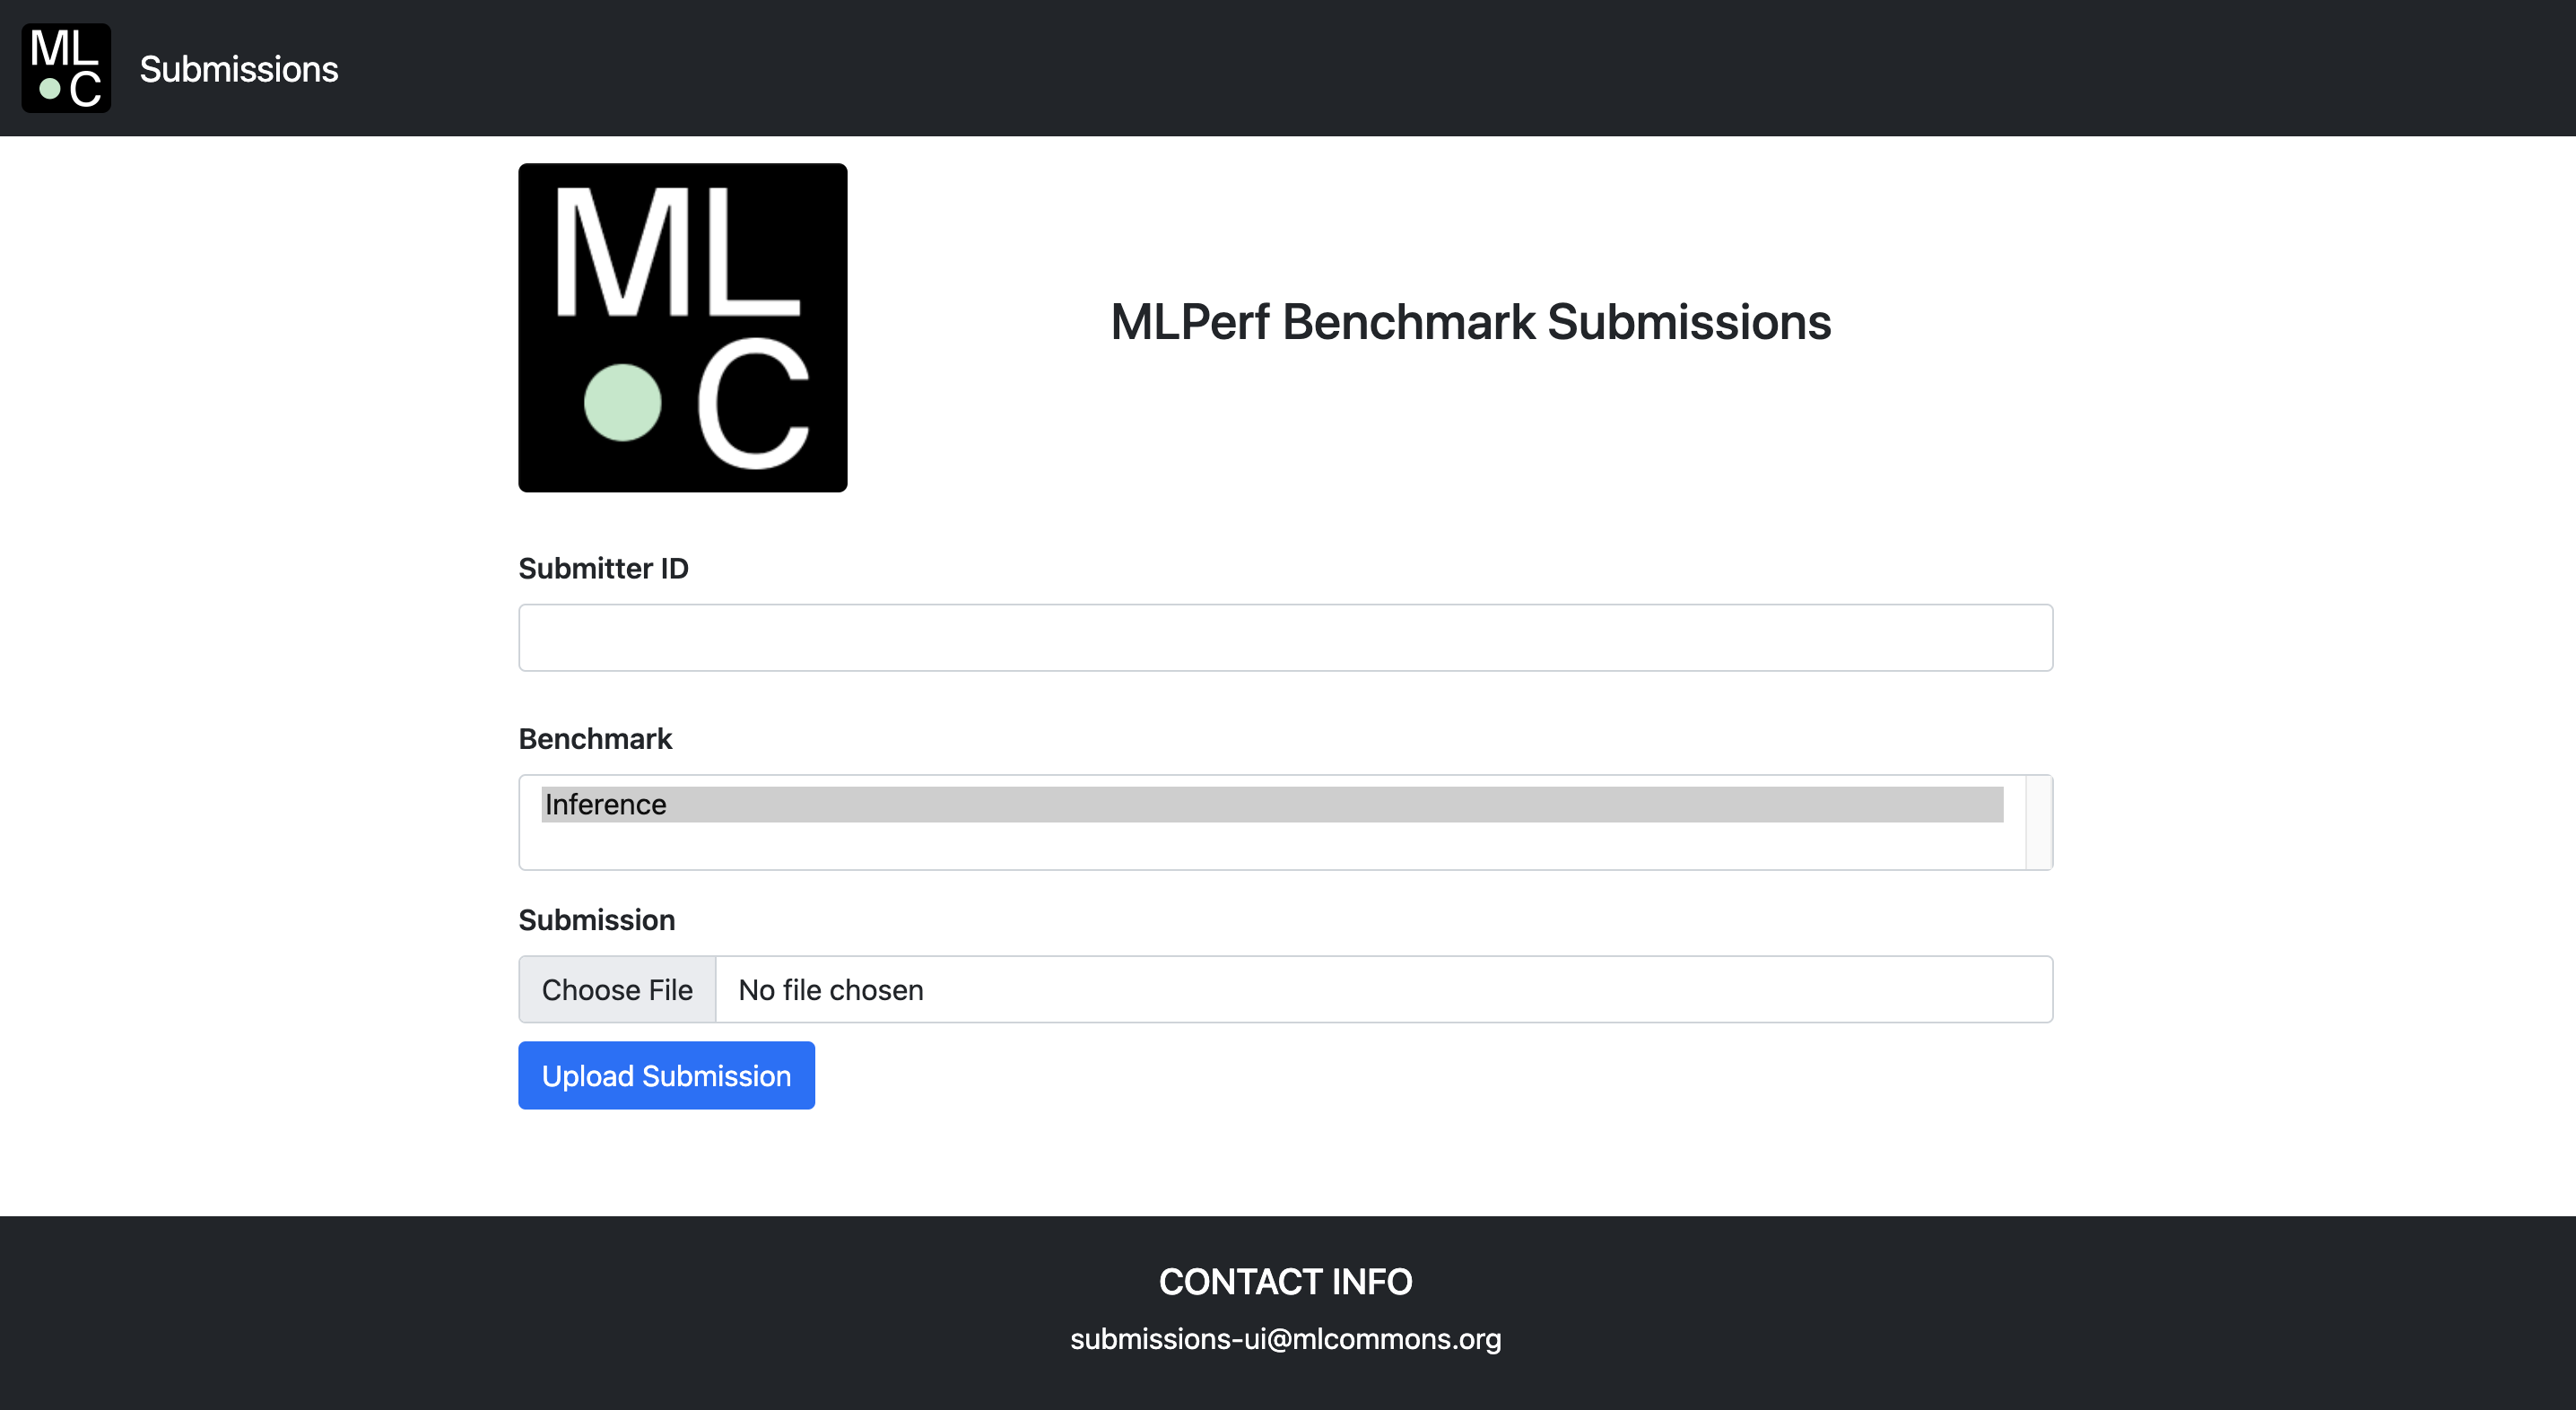 ML
C
Submissions
ML
C
MLPerf Benchmark Submissions
Submitter ID
Benchmark
Inference
Submission
Choose File No file chosen
Upload Submission
CONTACT INFO
submissions-ui@mlcommons.org